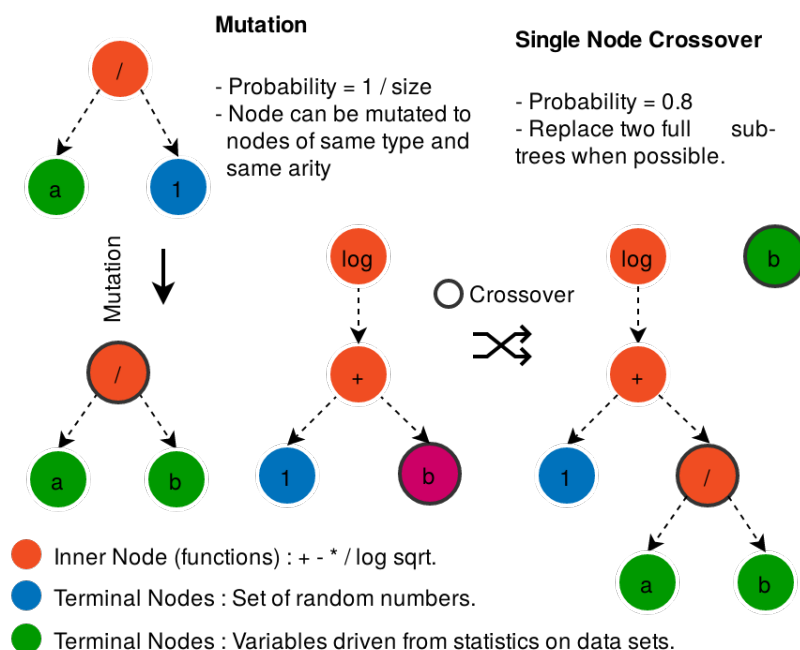 Mutation
- Probability = 1 / size
- Node can be mutated to
nodes of same type and
same arity
Single Node Crossover
- Probability = 0.8
- Replace two full sub-
trees when possible.
/
a
1
Mutation
/
a
b
log
+
1
b
Crossover
log
b
+
1
/
a
b
Inner Node (functions) : + - * / log sqrt.
Terminal Nodes : Set of random numbers.
Terminal Nodes : Variables driven from statistics on data sets.